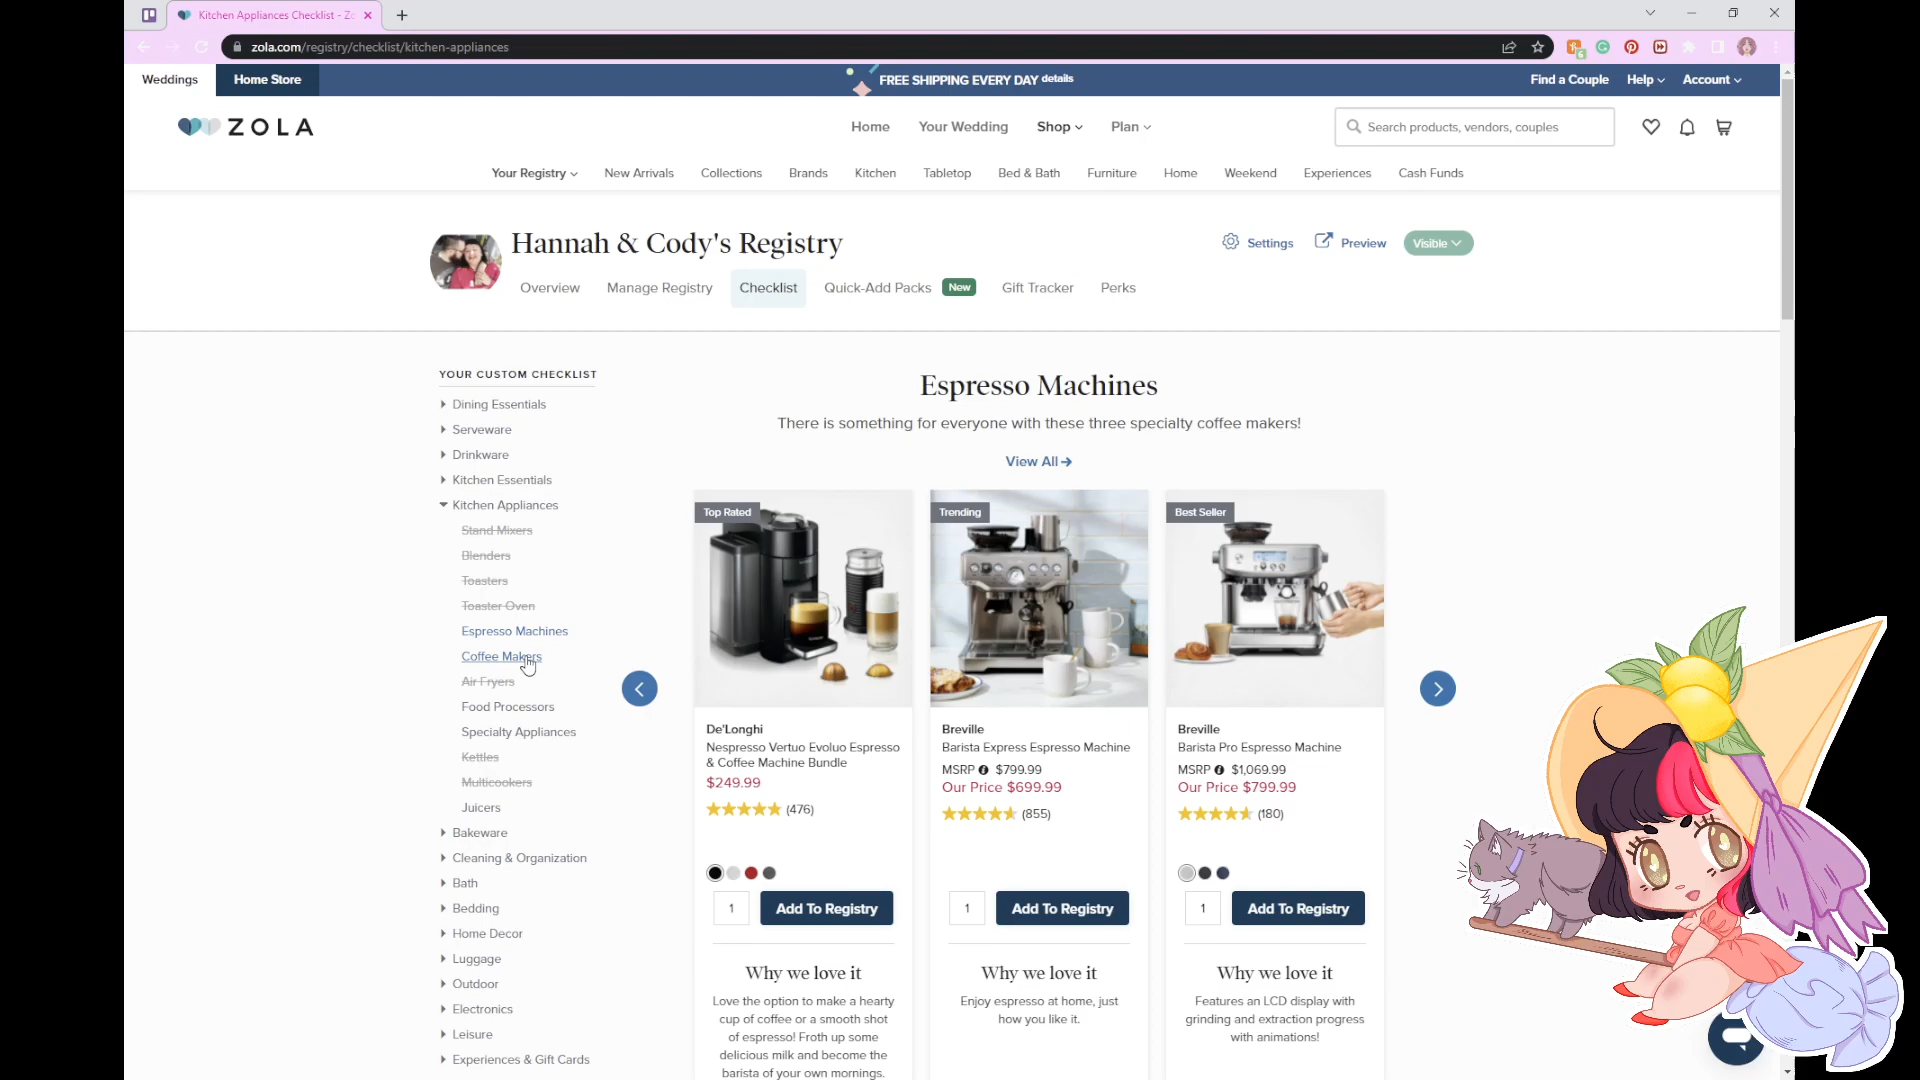 Kitchen Appliances Checklist - Zo
zola.com/registry/checklist/kitchen-appliances
6
Weddings
Home Store
FREE SHIPPING EVERY DAY details
Find a Couple
Help
Account
ZOLA
Home
Your Wedding
Shop
Plan
Search products, vendors, couples
Your Registry
New Arrivals
Collections
Brands
Kitchen
Tabletop
Bed & Bath
Furniture
Home
Weekend
Experiences
Cash Funds
Hannah & Cody's Registry
Settings
Preview
Visible
Overview
Manage Registry
Checklist
Quick-Add Packs
New
Gift Tracker
Perks
YOUR CUSTOM CHECKLIST
Dining Essentials
Serveware
Drinkware
Kitchen Essentials
Kitchen Appliances
Stand Mixers
Blenders
Toasters
Toaster Oven
Espresso Machines
Coffee Makers
Air Fryers
Food Processors
Specialty Appliances
Kettles
Multicookers
Juicers
Bakeware
Cleaning & Organization
Bath
Bedding
Home Decor
Luggage
Outdoor
Electronics
Leisure
Experiences & Gift Cards
Espresso Machines
There is something for everyone with these three specialty coffee makers!
View All
Top Rated
De'Longhi
Nespresso Vertuo Evoluo Espresso
& Coffee Machine Bundle
$249.99
(476)
1
Add To Registry
Why we love it
Love the option to make a hearty
cup of coffee or a smooth shot
of espresso! Froth up some
delicious milk and become the
barista of your own mornings.
Trending
Breville
Barista Express Espresso Machine
MSRP $799.99
Our Price $699.99
(855)
1
Add To Registry
Why we love it
Enjoy espresso at home, just
how you like it.
Best Seller
Breville
Barista Pro Espresso Machine
MSRP $1,069.99
Our Price $799.99
(180)
1
Add To Registry
Why we love it
Features an LCD display with
grinding and extraction progress
with animations!